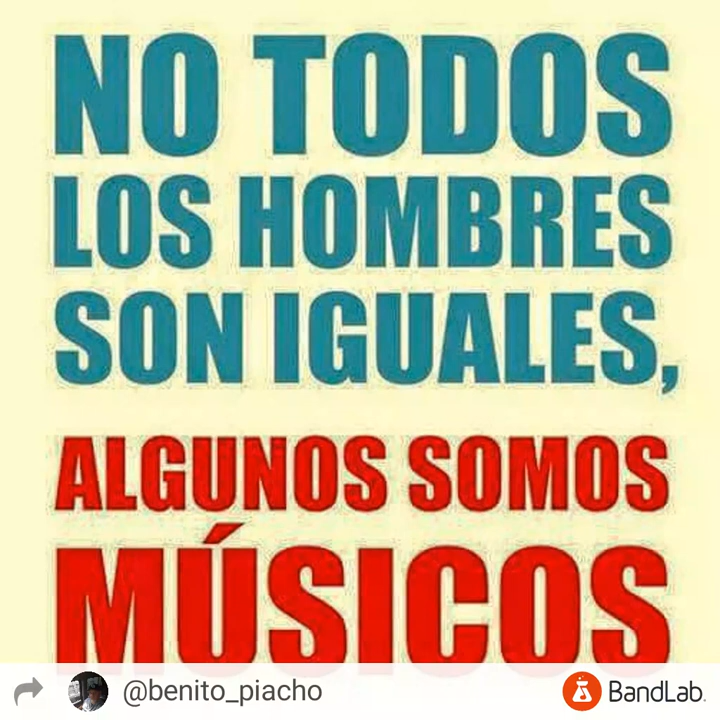 NO TODOS
LOS HOMBRES
SON IGUALES,
ALGUNOS SOMOS
MÚSICOS
@benito_piacho
BandLab.